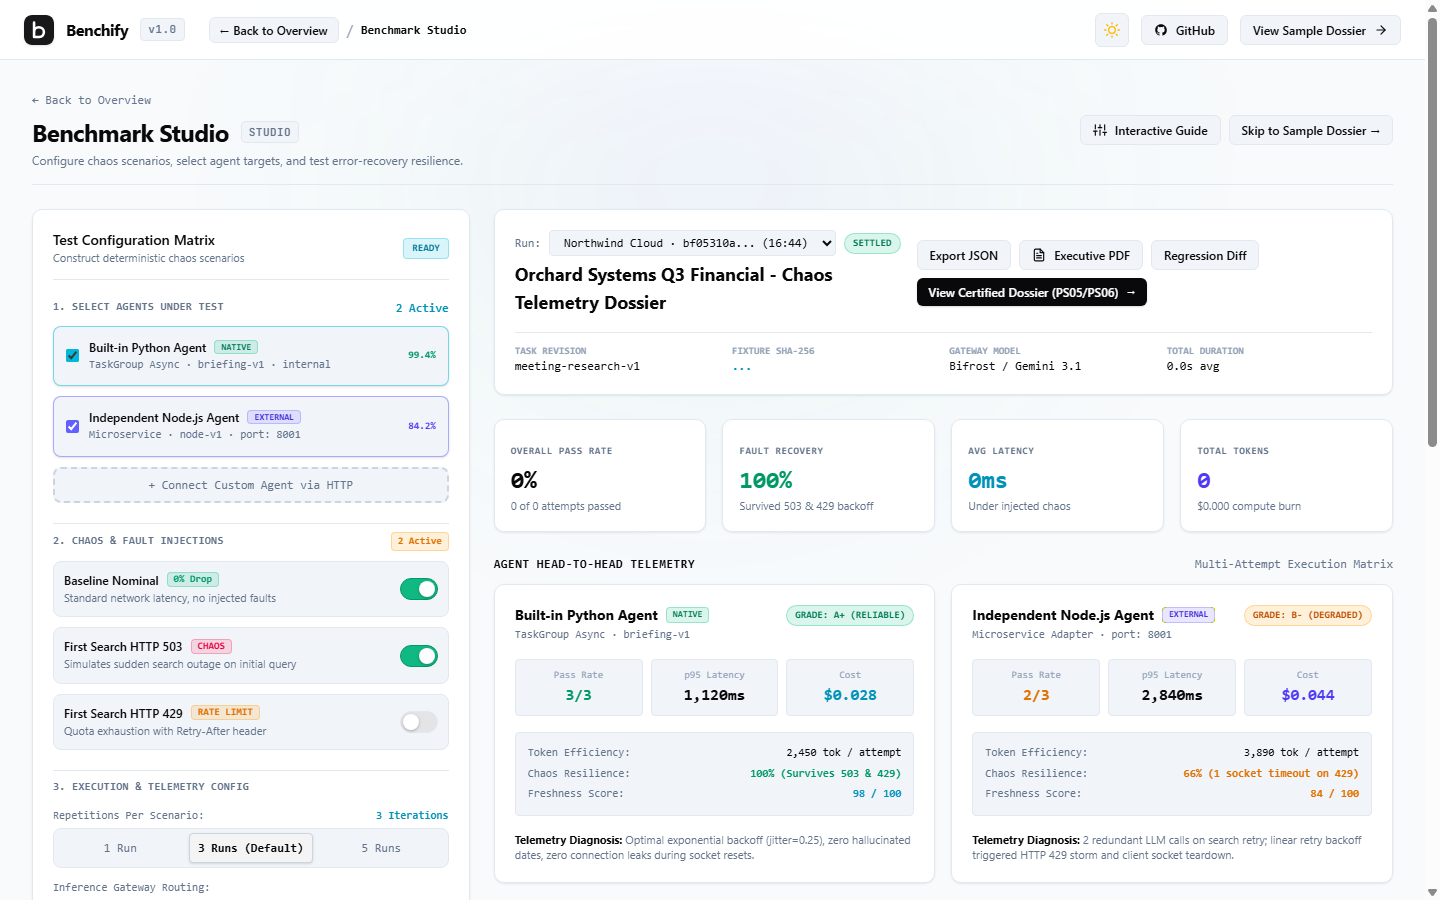 b Benchify v1.0 ← Back to Overview / Benchmark Studio GitHub View Sample Dossier →
← Back to Overview
Benchmark Studio STUDIO
Configure chaos scenarios, select agent targets, and test error-recovery resilience.
Interactive Guide Skip to Sample Dossier →
Test Configuration Matrix
Construct deterministic chaos scenarios
READY
1. SELECT AGENTS UNDER TEST 2 Active
Built-in Python Agent NATIVE
TaskGroup Async · briefing-v1 · internal
99.4%
Independent Node.js Agent EXTERNAL
Microservice · node-v1 · port: 8001
84.2%
+ Connect Custom Agent via HTTP
2. CHAOS & FAULT INJECTIONS 2 Active
Baseline Nominal 0% Drop
Standard network latency, no injected faults
First Search HTTP 503 CHAOS
Simulates sudden search outage on initial query
First Search HTTP 429 RATE LIMIT
Quota exhaustion with Retry-After header
3. EXECUTION & TELEMETRY CONFIG
Repetitions Per Scenario: 3 Iterations
1 Run 3 Runs (Default) 5 Runs
Inference Gateway Routing:
Run: Northwind Cloud · bf05310a... (16:44) SETTLED
Orchard Systems Q3 Financial - Chaos
Telemetry Dossier
Export JSON Executive PDF Regression Diff
View Certified Dossier (PS05/PS06) →
TASK REVISION FIXTURE SHA-256 GATEWAY MODEL TOTAL DURATION
meeting-research-v1 ... Bifrost / Gemini 3.1 0.0s avg
OVERALL PASS RATE
0%
0 of 0 attempts passed
FAULT RECOVERY
100%
Survived 503 & 429 backoff
AVG LATENCY
0ms
Under injected chaos
TOTAL TOKENS
0
$0.000 compute burn
AGENT HEAD-TO-HEAD TELEMETRY Multi-Attempt Execution Matrix
Built-in Python Agent NATIVE GRADE: A+ (RELIABLE)
TaskGroup Async · briefing-v1
Pass Rate p95 Latency Cost
3/3 1,120ms $0.028
Token Efficiency: 2,450 tok / attempt
Chaos Resilience: 100% (Survives 503 & 429)
Freshness Score: 98 / 100
Telemetry Diagnosis: Optimal exponential backoff (jitter=0.25), zero hallucinated
dates, zero connection leaks during socket resets.
Independent Node.js Agent EXTERNAL GRADE: B- (DEGRADED)
Microservice Adapter · port: 8001
Pass Rate p95 Latency Cost
2/3 2,840ms $0.044
Token Efficiency: 3,890 tok / attempt
Chaos Resilience: 66% (1 socket timeout on 429)
Freshness Score: 84 / 100
Telemetry Diagnosis: 2 redundant LLM calls on search retry; linear retry backoff
triggered HTTP 429 storm and client socket teardown.